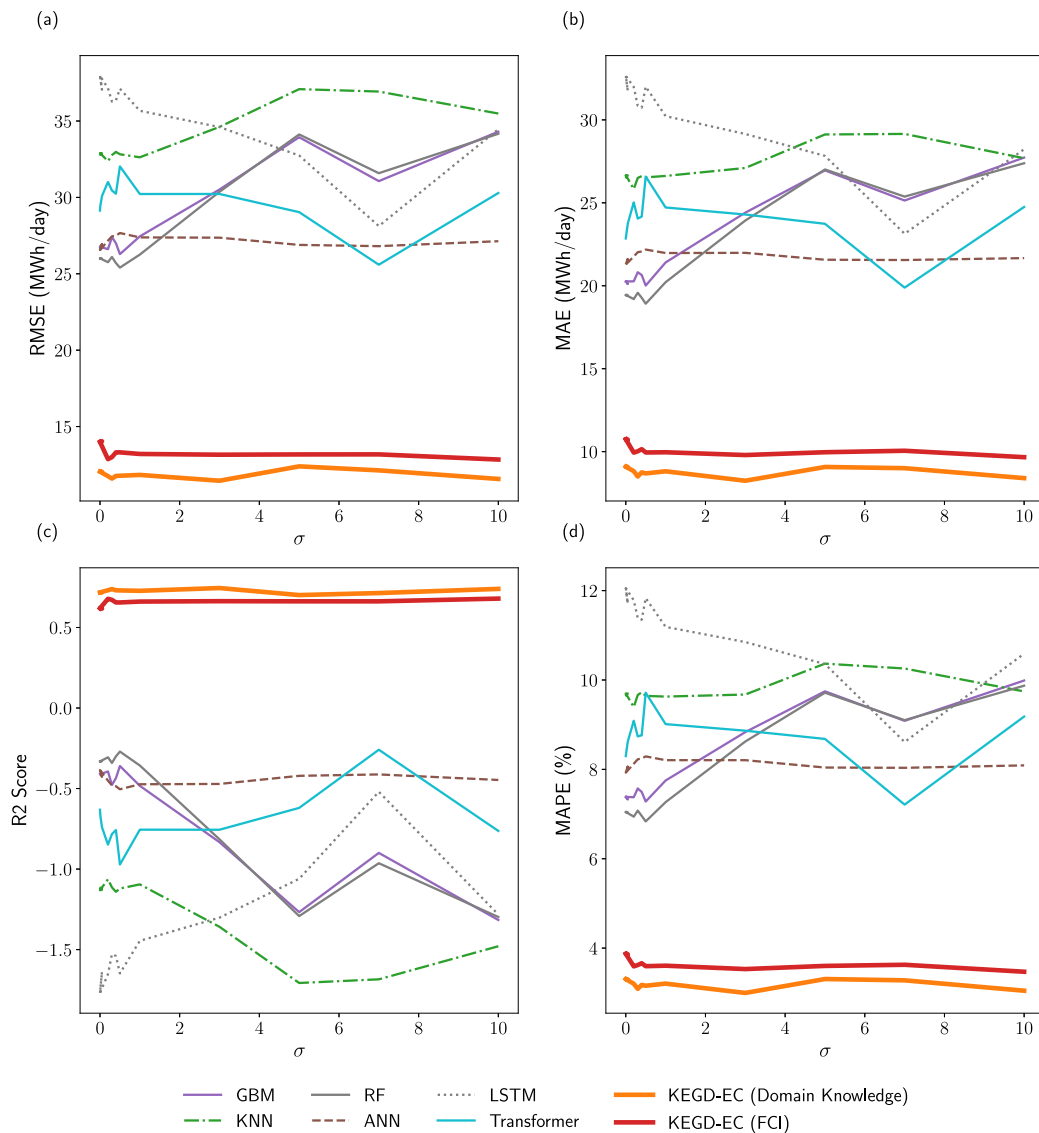 (a)
(b)
RMSE (MWh/day)
35
30
25
20
15
0
2
4
6
8
10
σ
MAE (MWh/day)
30
25
20
15
10
0
2
4
6
8
10
σ
(c)
(d)
R2 Score
0.5
0.0
−0.5
−1.0
−1.5
0
2
4
6
8
10
σ
MAPE (%)
12
10
8
6
4
0
2
4
6
8
10
σ
GBM
RF
LSTM
KEGD-EC (Domain Knowledge)
KNN
ANN
Transformer
KEGD-EC (FCI)